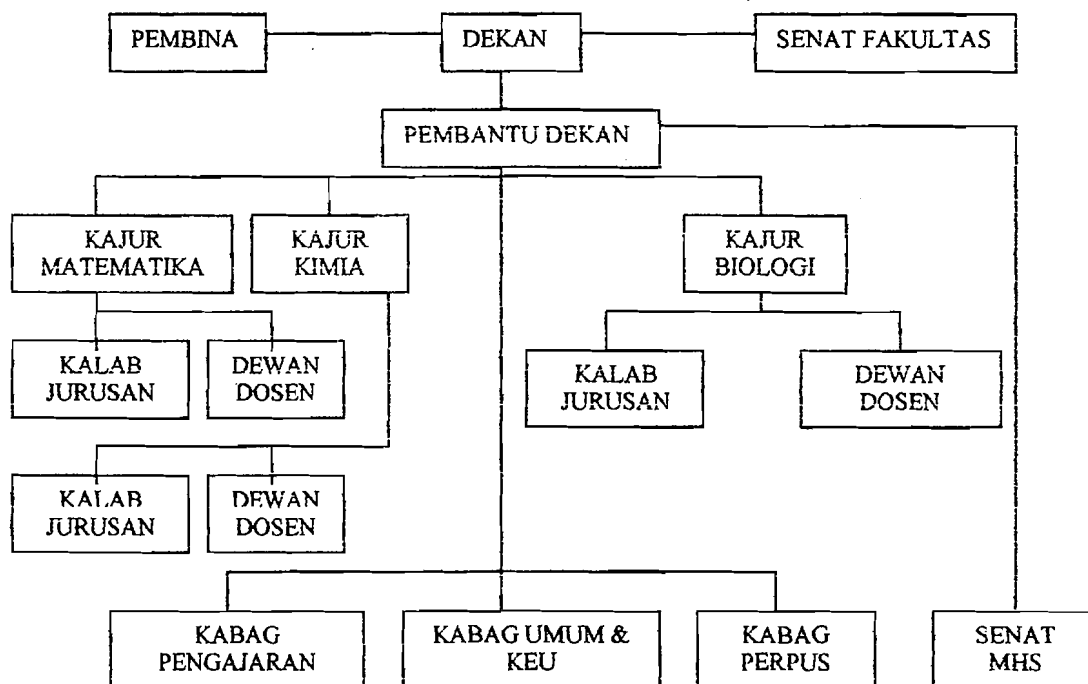 PEMBINA
DEKAN
SENAT FAKULTAS
PEMBANTU DEKAN
KAJUR
MATEMATIKA
KAJUR
KIMIA
KAJUR
BIOLOGI
KALAB
JURUSAN
DEWAN
DOSEN
KALAB
JURUSAN
DEWAN
DOSEN
KALAB
JURUSAN
DEWAN
DOSEN
KABAG
PENGAJARAN
KABAG UMUM &
KEU
KABAG
PERPUS
SENAT
MHS